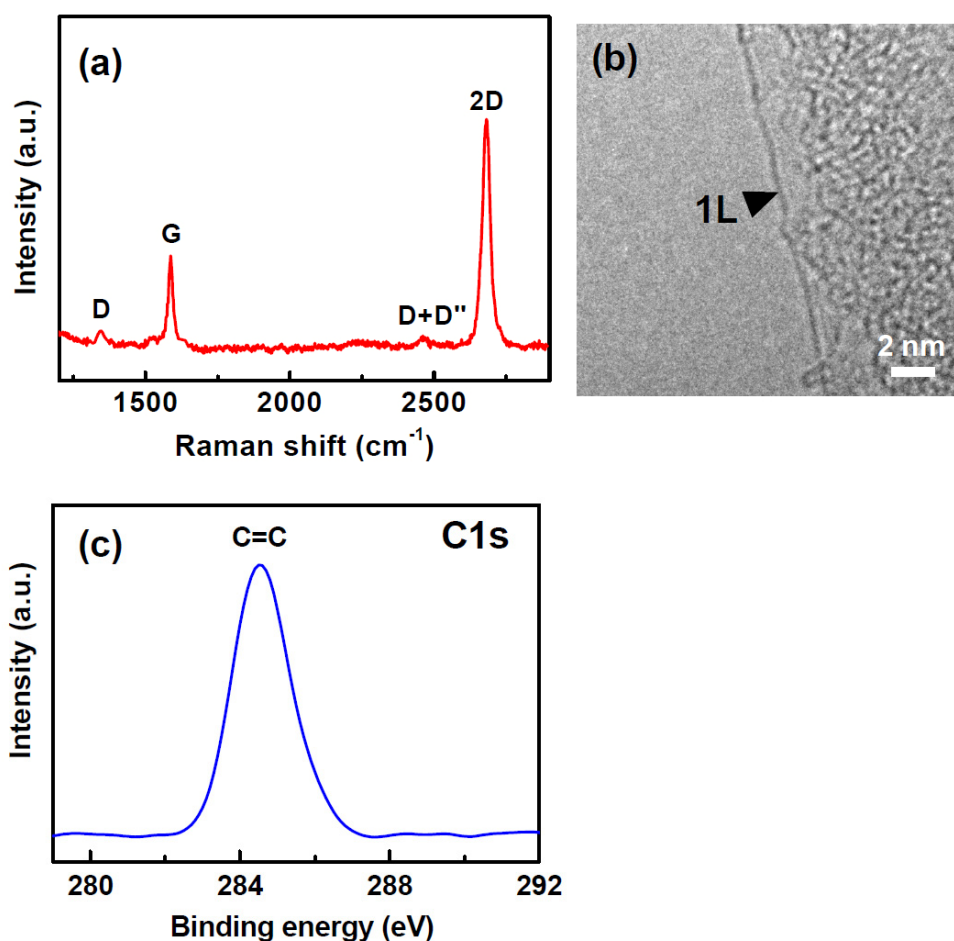 (a)
Intensity (a.u.)
D
G
D+D"
2D
1500
2000
2500
Raman shift (cm⁻¹)
(b)
1L
2 nm
(c)
C=C
C1s
Intensity (a.u.)
280
284
288
292
Binding energy (eV)